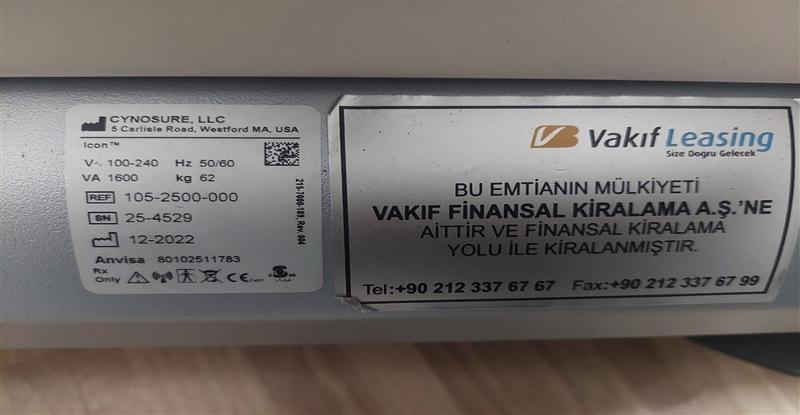 CYNOSURE, LLC
5 Carlisle Road, Westford MA, USA
Icon™
V~ 100-240 Hz 50/60
VA 1600 kg 62
REF 105-2500-000
SN 25-4529
12-2022
Anvisa 80102511783
Rx
Only
CE
215-7008-189, Rev. 004
VB Vakıf Leasing
Size Doğru Gelecek
BU EMTİANIN MÜLKİYETİ
VAKIF FİNANSAL KİRALAMA A.Ş.'NE
AİTTİR VE FİNANSAL KİRALAMA
YOLU İLE KİRALANMIŞTIR.
Tel:+90 212 337 67 67 Fax:+90 212 337 67 99